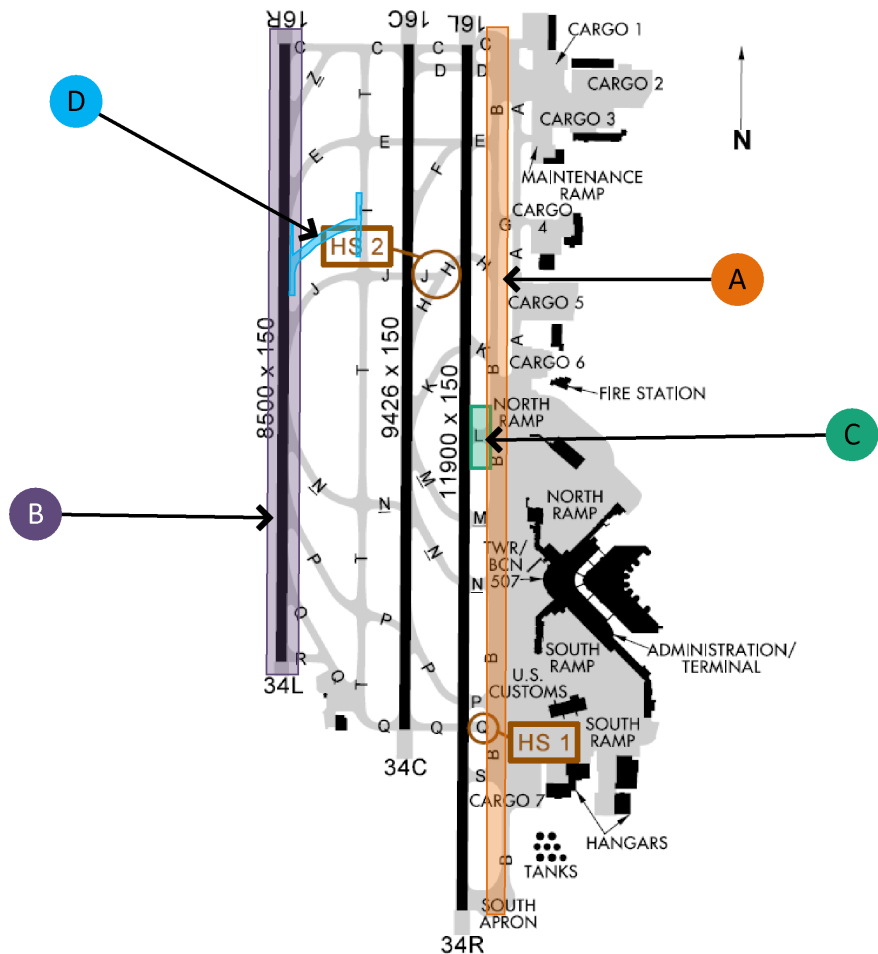 16R
16C
16L
C
C
C
C
CARGO 1
D
D
CARGO 2
N
D
T
B
A
CARGO 3
N
E
E
E
F
MAINTENANCE
RAMP
T
G
CARGO
4
HS 2
H
H
A
A
J
J
J
H
CARGO 5
8500 x 150
9426 x 150
11900 x 150
K
A
T
K
B
CARGO 6
FIRE STATION
NORTH
RAMP
L
C
B
B
N
N
M
M
NORTH
RAMP
P
T
N
TWR/
BCN
507
N
O
P
SOUTH
RAMP
ADMINISTRATION/
TERMINAL
R
Q
T
P
B
U.S.
CUSTOMS
34L
P
Q
Q
Q
HS 1
SOUTH
RAMP
B
34C
S
CARGO 7
HANGARS
B
TANKS
SOUTH
APRON
34R